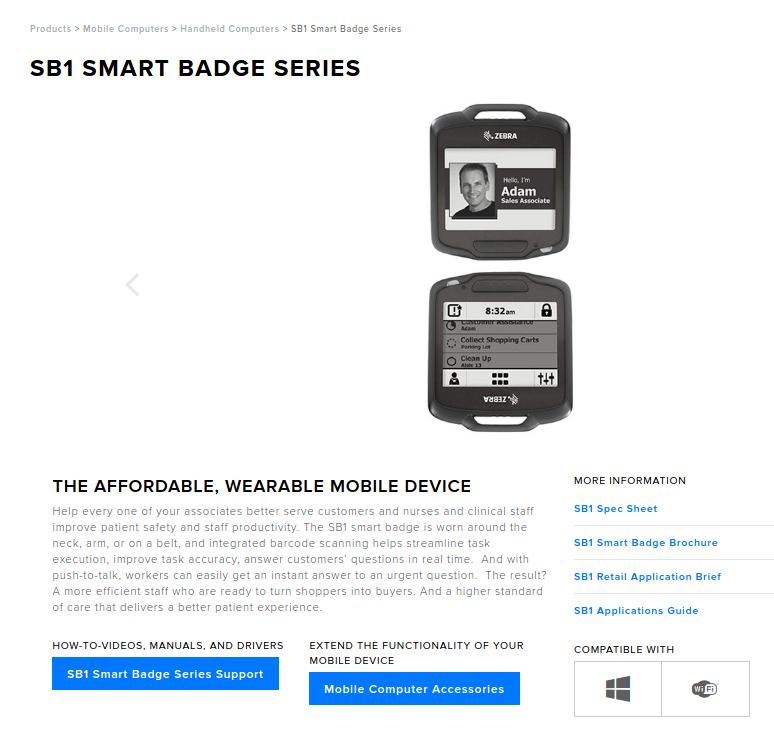 Products > Mobile Computers > Handheld Computers > SB1 Smart Badge Series
SB1 SMART BADGE SERIES
ZEBRA
Hello, I'm
Adam
Sales Associate
8:32am
Customer Assistance
Adam
Collect Shopping Carts
Parking Lot
Clean Up
Aisle 13
ZEBRA
THE AFFORDABLE, WEARABLE MOBILE DEVICE
Help every one of your associates better serve customers and nurses and clinical staff
improve patient safety and staff productivity. The SB1 smart badge is worn around the
neck, arm, or on a belt, and integrated barcode scanning helps streamline task
execution, improve task accuracy, answer customers' questions in real time.  And with
push-to-talk, workers can easily get an instant answer to an urgent question.  The result?
A more efficient staff who are ready to turn shoppers into buyers. And a higher standard
of care that delivers a better patient experience.
HOW-TO-VIDEOS, MANUALS, AND DRIVERS
SB1 Smart Badge Series Support
EXTEND THE FUNCTIONALITY OF YOUR
MOBILE DEVICE
Mobile Computer Accessories
MORE INFORMATION
SB1 Spec Sheet
SB1 Smart Badge Brochure
SB1 Retail Application Brief
SB1 Applications Guide
COMPATIBLE WITH
WiFi